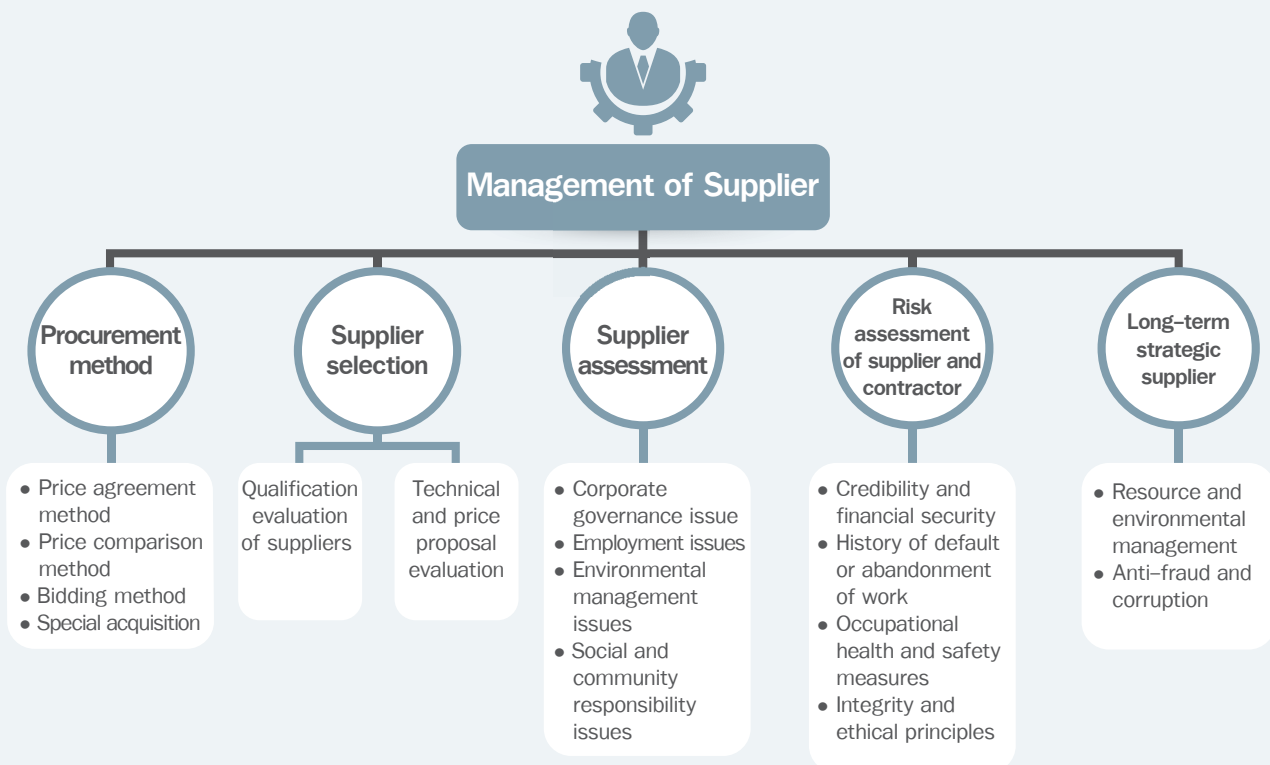 Management of Supplier
Procurement
method
● Price agreement
method
● Price comparison
method
● Bidding method
● Special acquisition
Supplier
selection
Qualification
evaluation
of suppliers
Technical
and price
proposal
evaluation
Supplier
assessment
● Corporate
governance issue
● Employment issues
● Environmental
management
issues
● Social and
community
responsibility
issues
Risk
assessment
of supplier and
contractor
● Credibility and
financial security
● History of default
or abandonment
of work
● Occupational
health and safety
measures
● Integrity and
ethical principles
Long–term
strategic
supplier
● Resource and
environmental
management
● Anti–fraud and
corruption